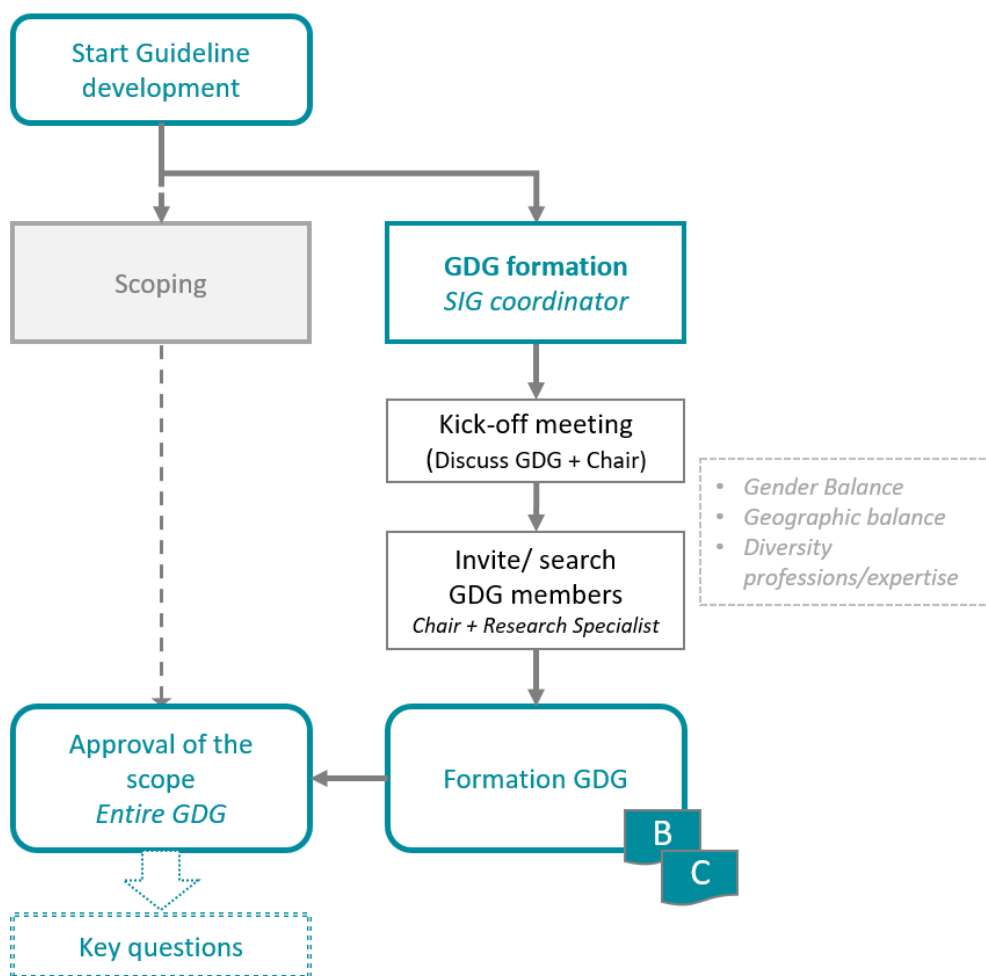 Start Guideline
development
Scoping
GDG formation
SIG coordinator
Kick-off meeting
(Discuss GDG + Chair)
• Gender Balance
• Geographic balance
• Diversity
professions/expertise
Invite/ search
GDG members
Chair + Research Specialist
Approval of the
scope
Entire GDG
Formation GDG
B
C
Key questions